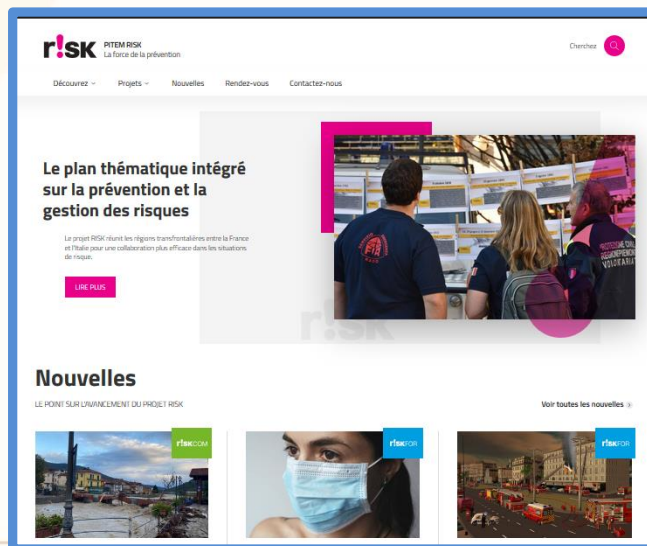 r!sk PITEM RISK
La force de la prévention
Cherchez
Découvrez Projets Nouvelles Rendez-vous Contactez-nous
Le plan thématique intégré
sur la prévention et la
gestion des risques
Le projet RISK réunit les régions transfrontalières entre la France
et l'Italie pour une collaboration plus efficace dans les situations
de risque.
LIRE PLUS
r!sk
Nouvelles
LE POINT SUR L'AVANCEMENT DU PROJET RISK
Voir toutes les nouvelles
r!skCOM
r!skFOR
r!skFOR